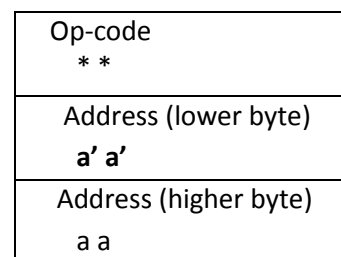 Op-code
* *
Address (lower byte)
a’ a’
Address (higher byte)
a a